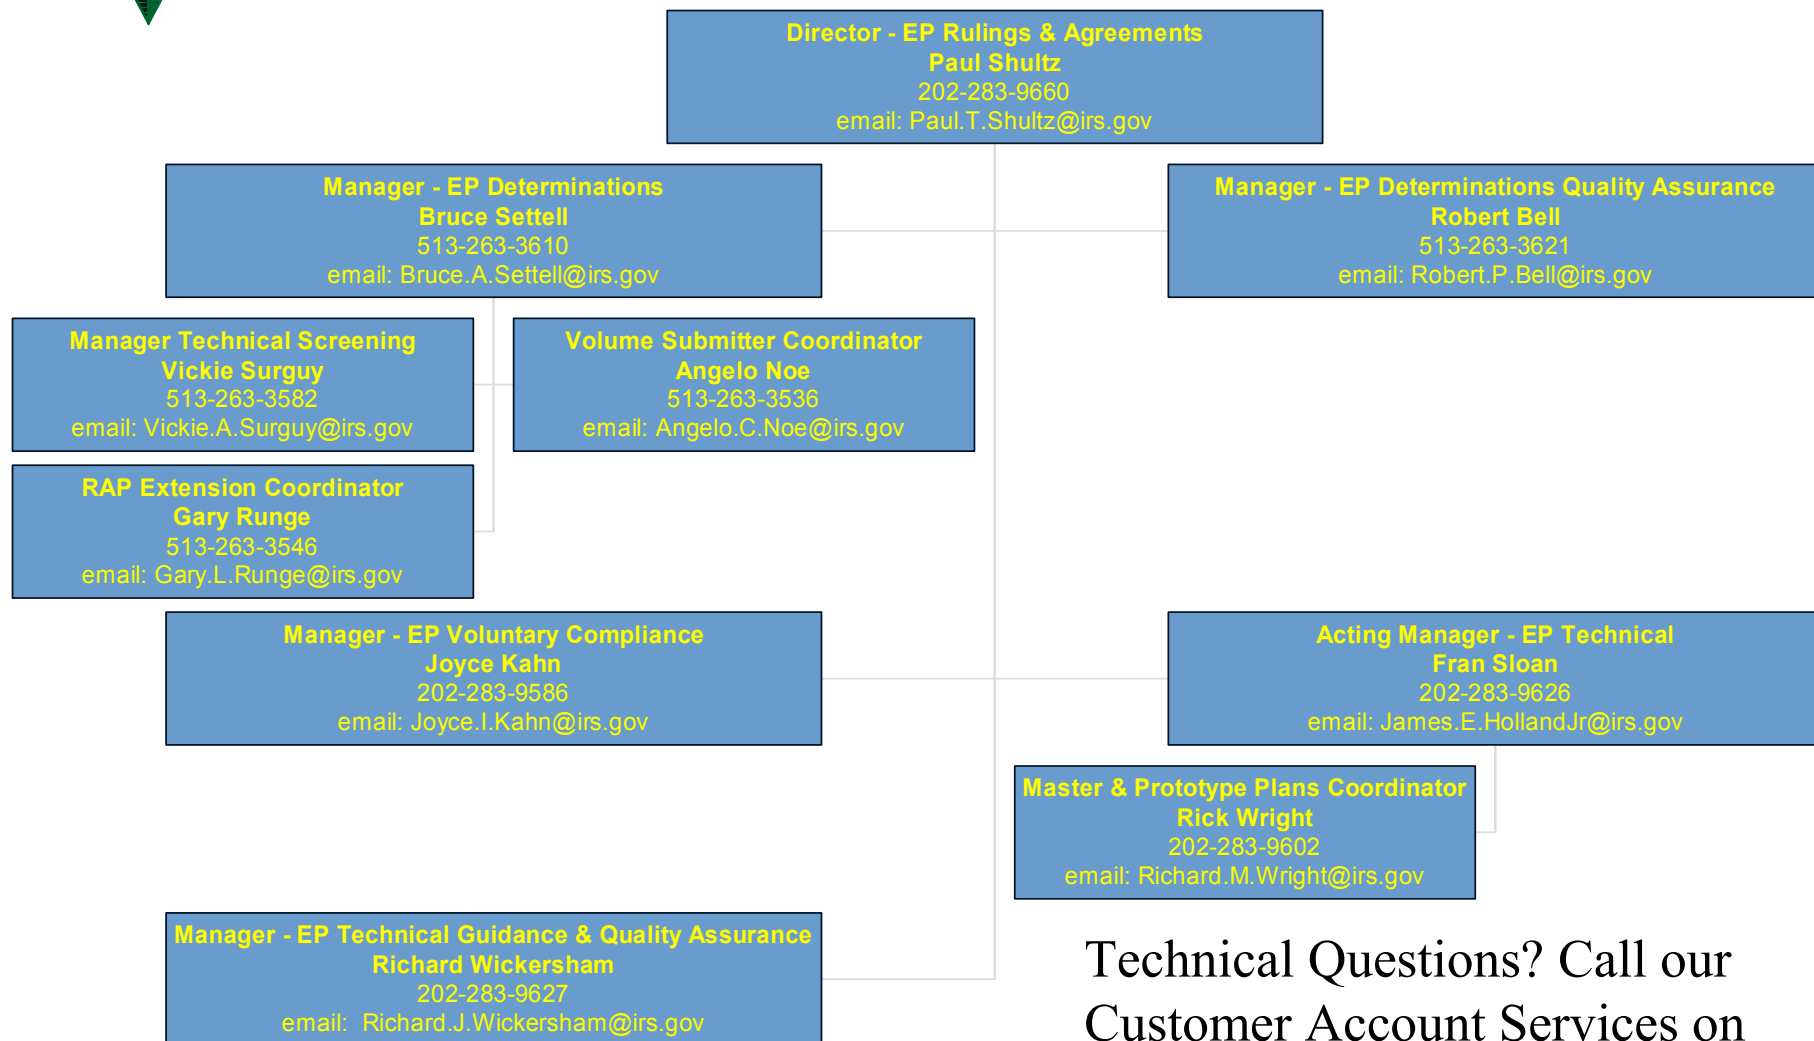 Director - EP Rulings & Agreements
Paul Shultz
202-283-9660
email: Paul.T.Shultz@irs.gov
Manager - EP Determinations
Bruce Settell
513-263-3610
email: Bruce.A.Settell@irs.gov
Manager - EP Determinations Quality Assurance
Robert Bell
513-263-3621
email: Robert.P.Bell@irs.gov
Manager Technical Screening
Vickie Surguy
513-263-3582
email: Vickie.A.Surguy@irs.gov
Volume Submitter Coordinator
Angelo Noe
513-263-3536
email: Angelo.C.Noe@irs.gov
RAP Extension Coordinator
Gary Runge
513-263-3546
email: Gary.L.Runge@irs.gov
Manager - EP Voluntary Compliance
Joyce Kahn
202-283-9586
email: Joyce.I.Kahn@irs.gov
Acting Manager - EP Technical
Fran Sloan
202-283-9626
email: James.E.HollandJr@irs.gov
Master & Prototype Plans Coordinator
Rick Wright
202-283-9602
email: Richard.M.Wright@irs.gov
Manager - EP Technical Guidance & Quality Assurance
Richard Wickersham
202-283-9627
email: Richard.J.Wickersham@irs.gov
Technical Questions? Call our
Customer Account Services on